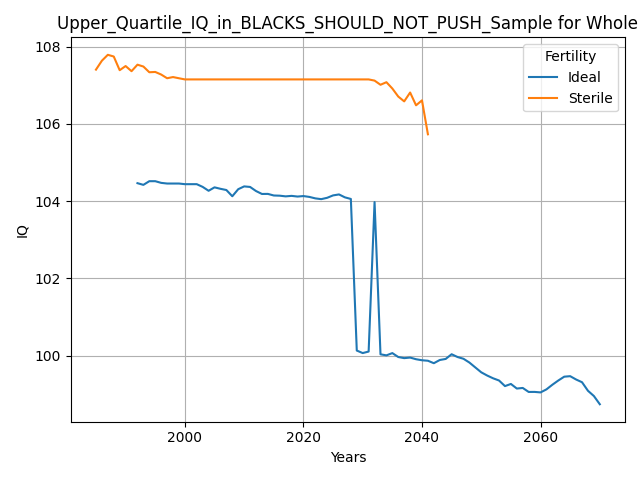 Upper_Quartile_IQ_in_BLACKS_SHOULD_NOT_PUSH_Sample for Whole
108
106
104
102
100
IQ
2000
2020
2040
2060
Years
Fertility
Ideal
Sterile